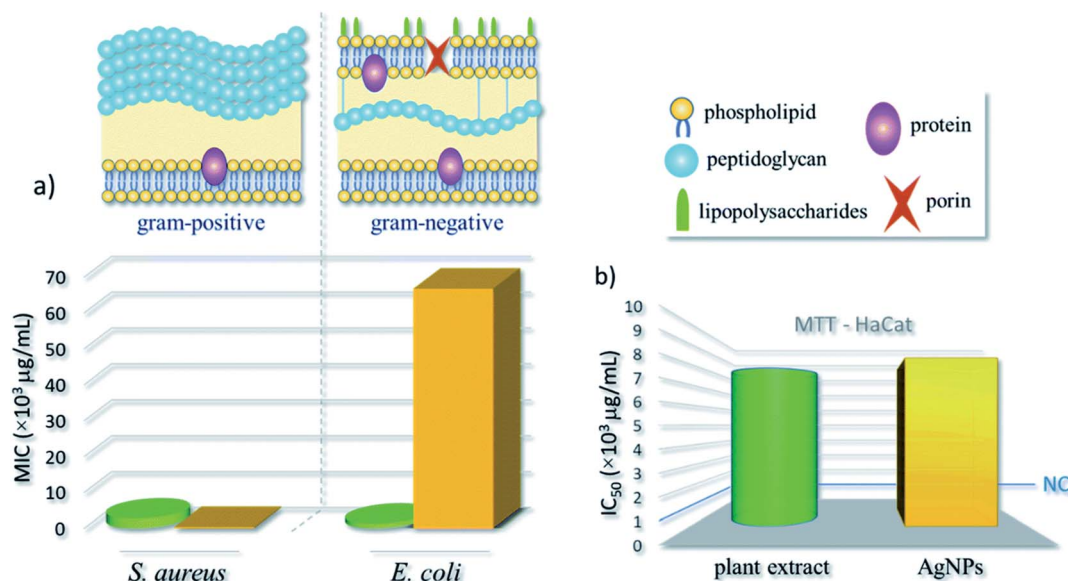 phospholipid
protein
peptidoglycan
lipopolysaccharides
porin
a)
gram-positive
gram-negative
MIC (×10³ μg/mL)
70
60
50
40
30
20
10
0
S. aureus
E. coli
b)
MTT - HaCat
IC₅₀ (×10³ μg/mL)
10
9
8
7
6
5
4
3
2
1
0
NC
plant extract
AgNPs